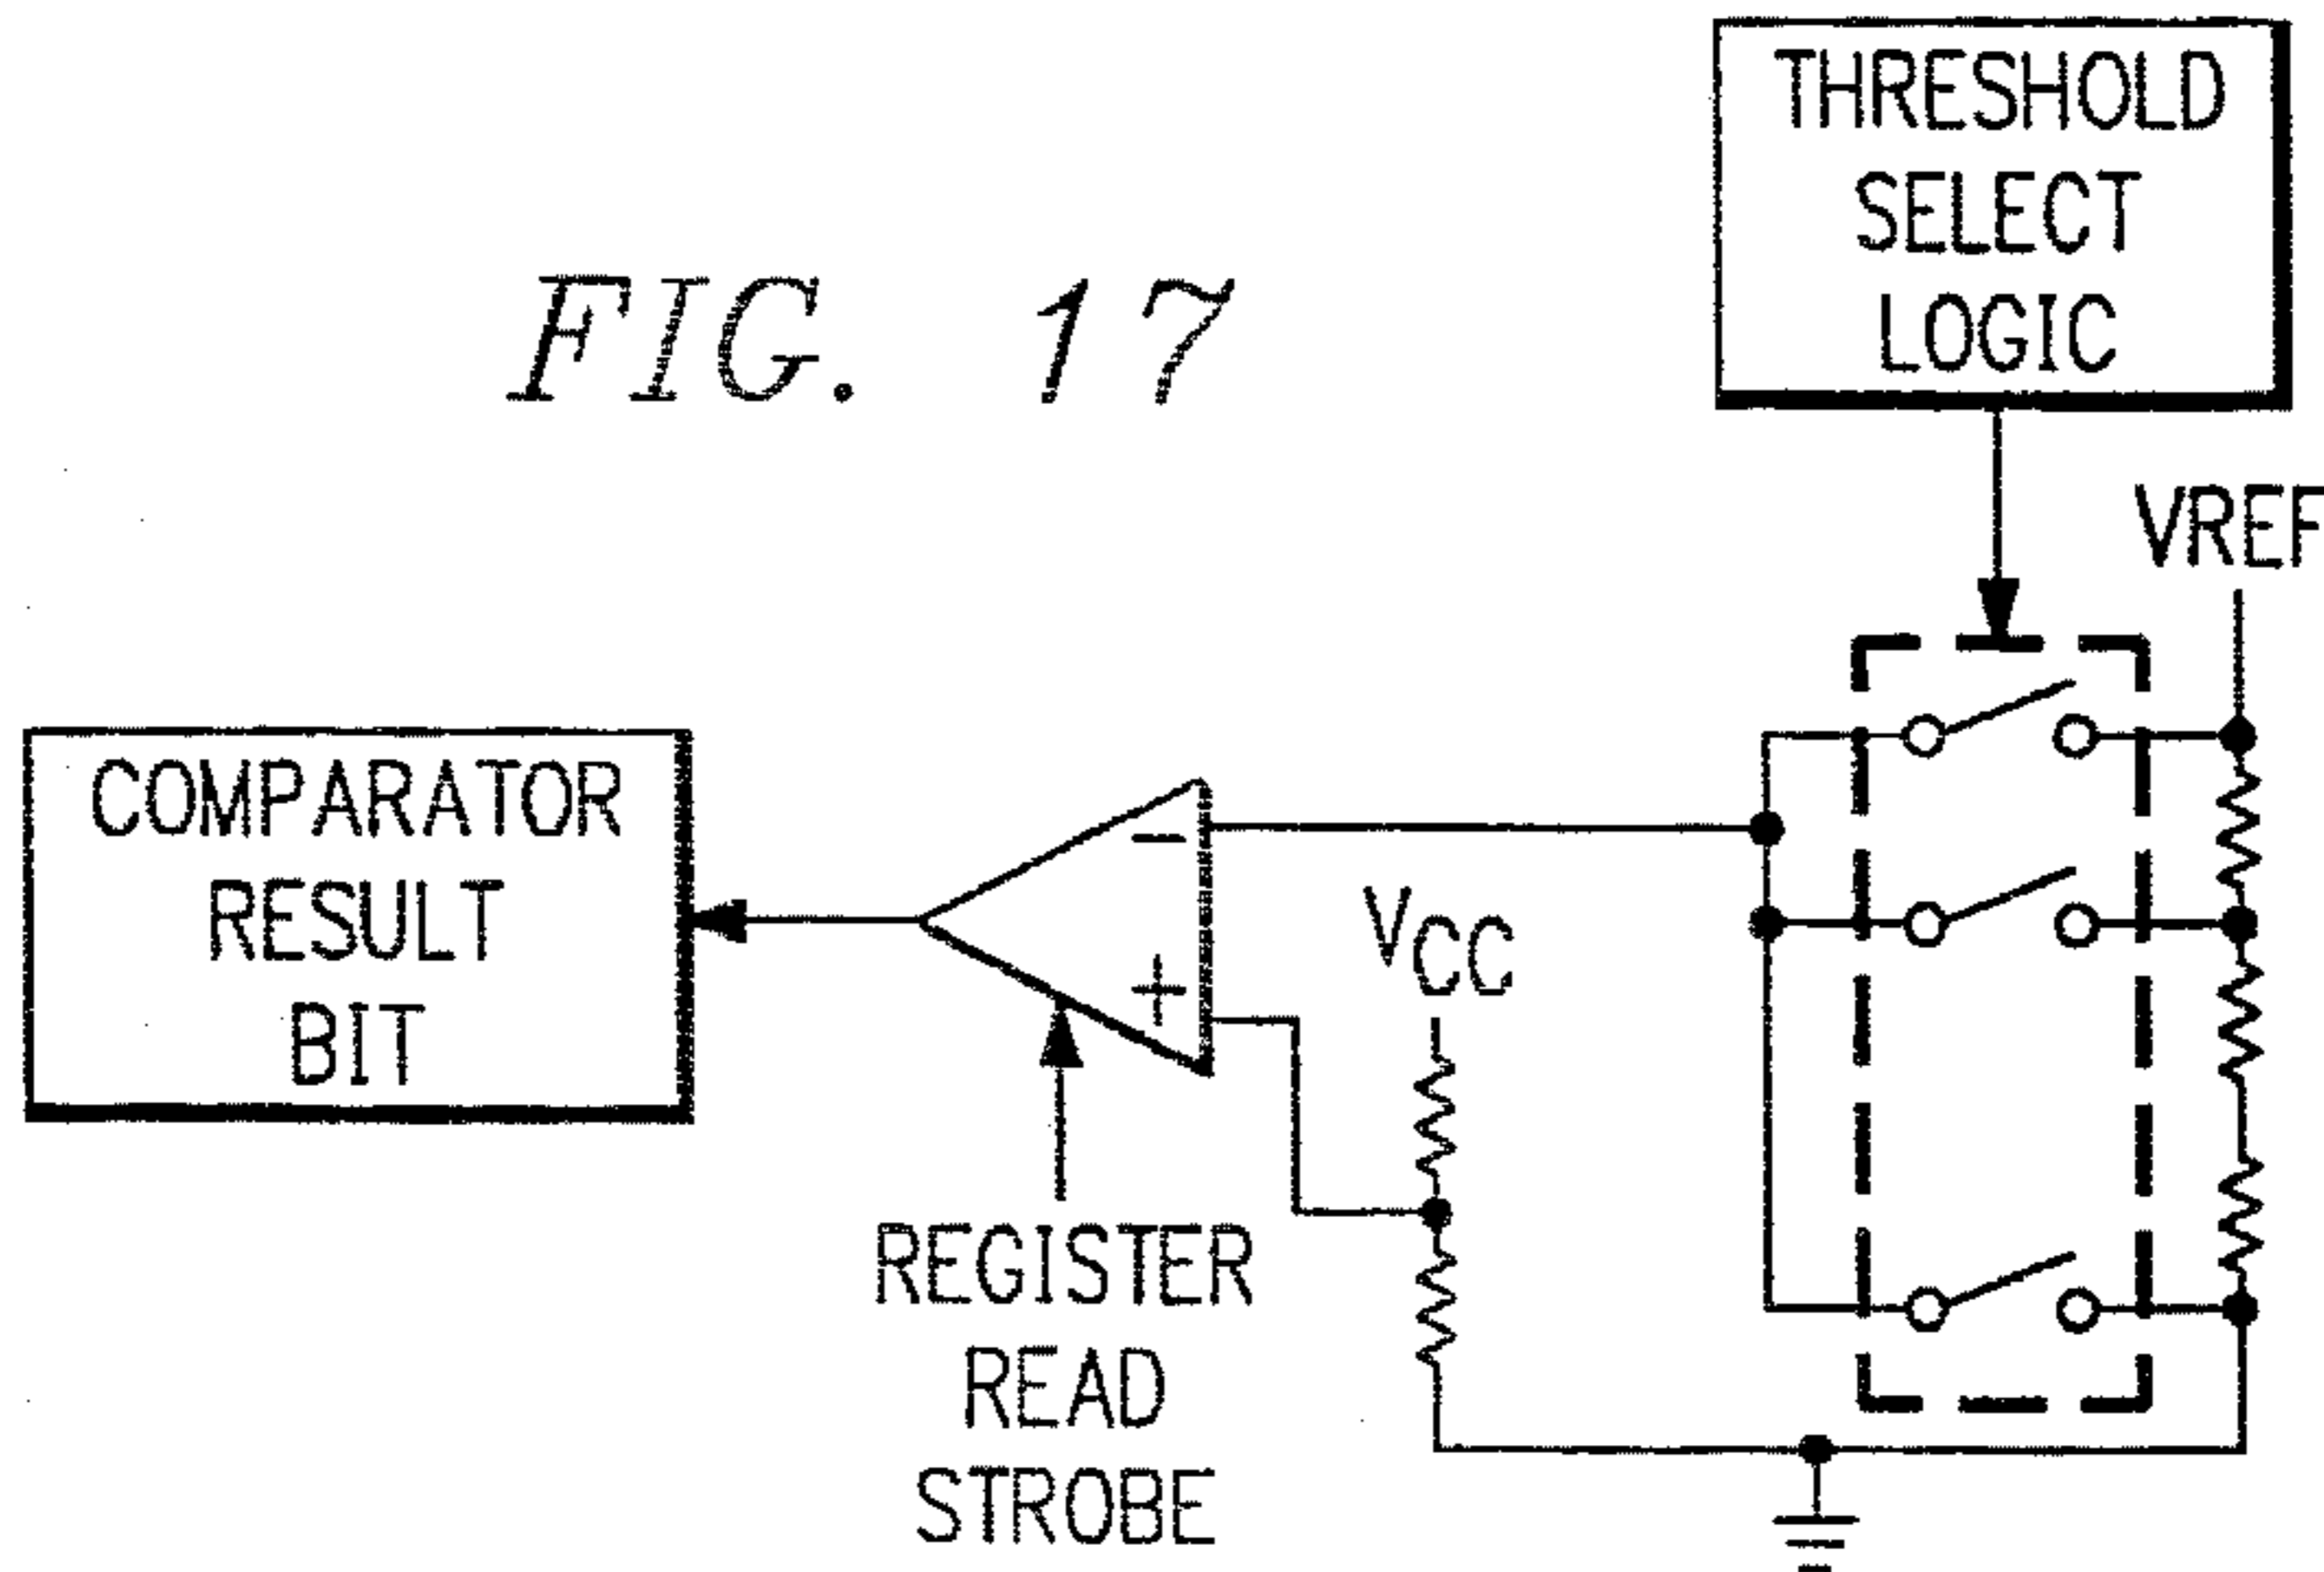 THRESHOLD
SELECT
LOGIC
FIG. 17
VREF
COMPARATOR
RESULT
BIT
-
+
VCC
REGISTER
READ
STROBE